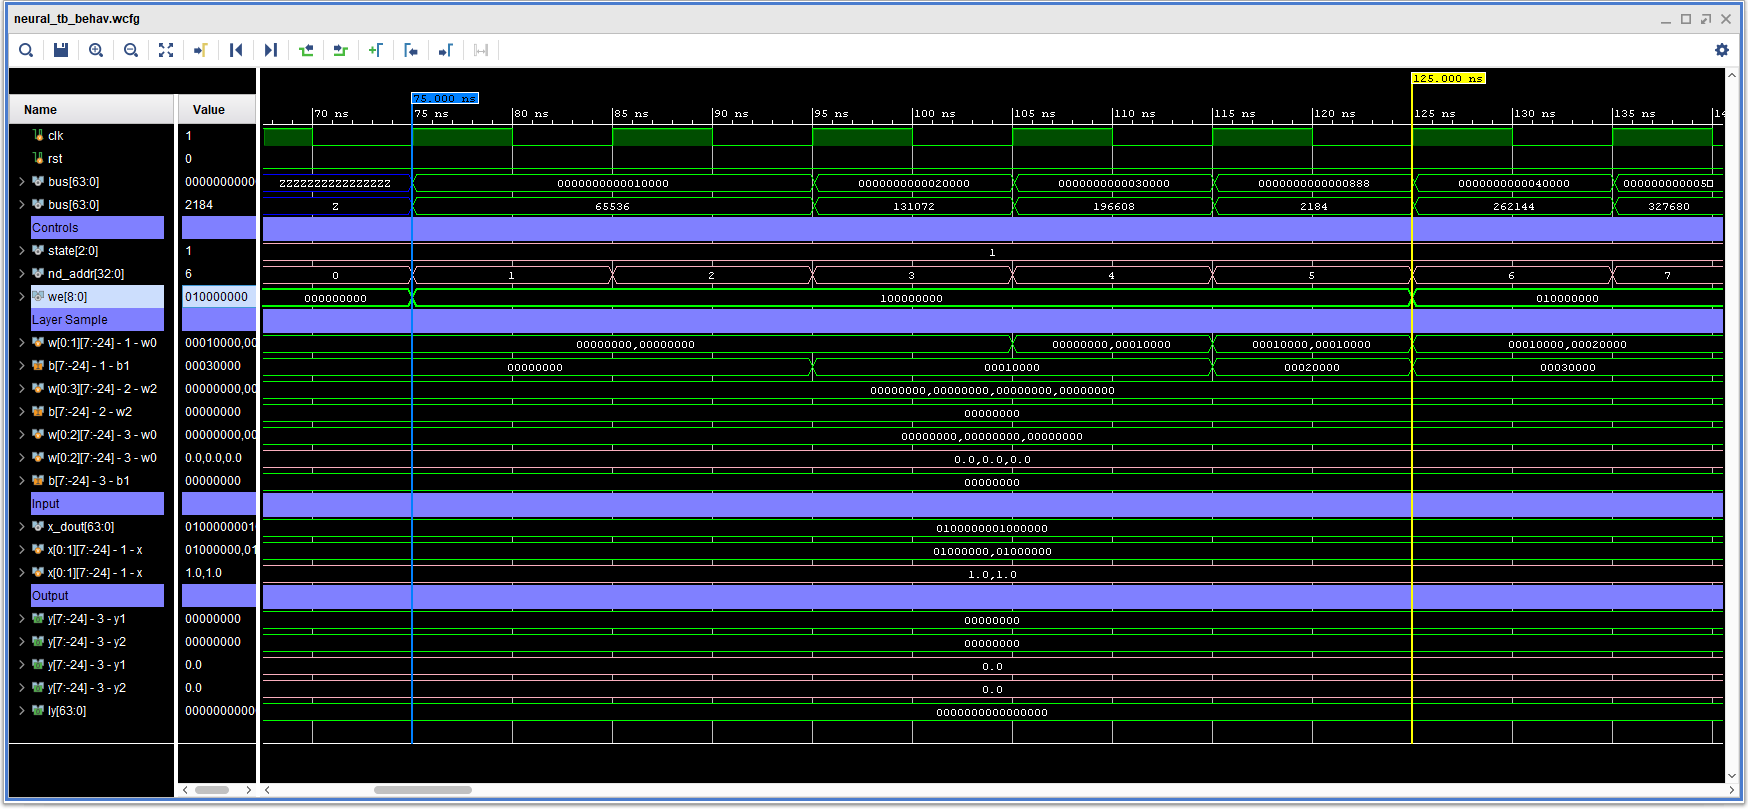 neural_tb_behav.wcfg
125.000 ns
75.000 ns
Name Value 70 ns 75 ns 80 ns 85 ns 90 ns 95 ns 100 ns 105 ns 110 ns 115 ns 120 ns 125 ns 130 ns 135 ns 14
clk 1
rst 0
bus[63:0] 0000000000 ZZZZZZZZZZZZZZZZ 0000000000010000 0000000000020000 0000000000030000 0000000000000888 0000000000040000 000000000005
bus[63:0] 2184 Z 65536 131072 196608 2184 262144 327680
Controls
state[2:0] 1 1
nd_addr[32:0] 6 0 1 2 3 4 5 6 7
we[8:0] 010000000 000000000 100000000 010000000
Layer Sample
w[0:1][7:-24] - 1 - w0 00010000,00 00000000,00000000 00000000,00010000 00010000,00010000 00010000,00020000
b[7:-24] - 1 - b1 00030000 00000000 00010000 00020000 00030000
w[0:3][7:-24] - 2 - w2 00000000,00 00000000,00000000,00000000,00000000
b[7:-24] - 2 - w2 00000000 00000000
w[0:2][7:-24] - 3 - w0 00000000,00 00000000,00000000,00000000
w[0:2][7:-24] - 3 - w0 0.0,0.0,0.0 0.0,0.0,0.0
b[7:-24] - 3 - b1 00000000 00000000
Input
x_dout[63:0] 0100000001 0100000001000000
x[0:1][7:-24] - 1 - x 01000000,01 01000000,01000000
x[0:1][7:-24] - 1 - x 1.0,1.0 1.0,1.0
Output
y[7:-24] - 3 - y1 00000000 00000000
y[7:-24] - 3 - y2 00000000 00000000
y[7:-24] - 3 - y1 0.0 0.0
y[7:-24] - 3 - y2 0.0 0.0
ly[63:0] 0000000000 0000000000000000